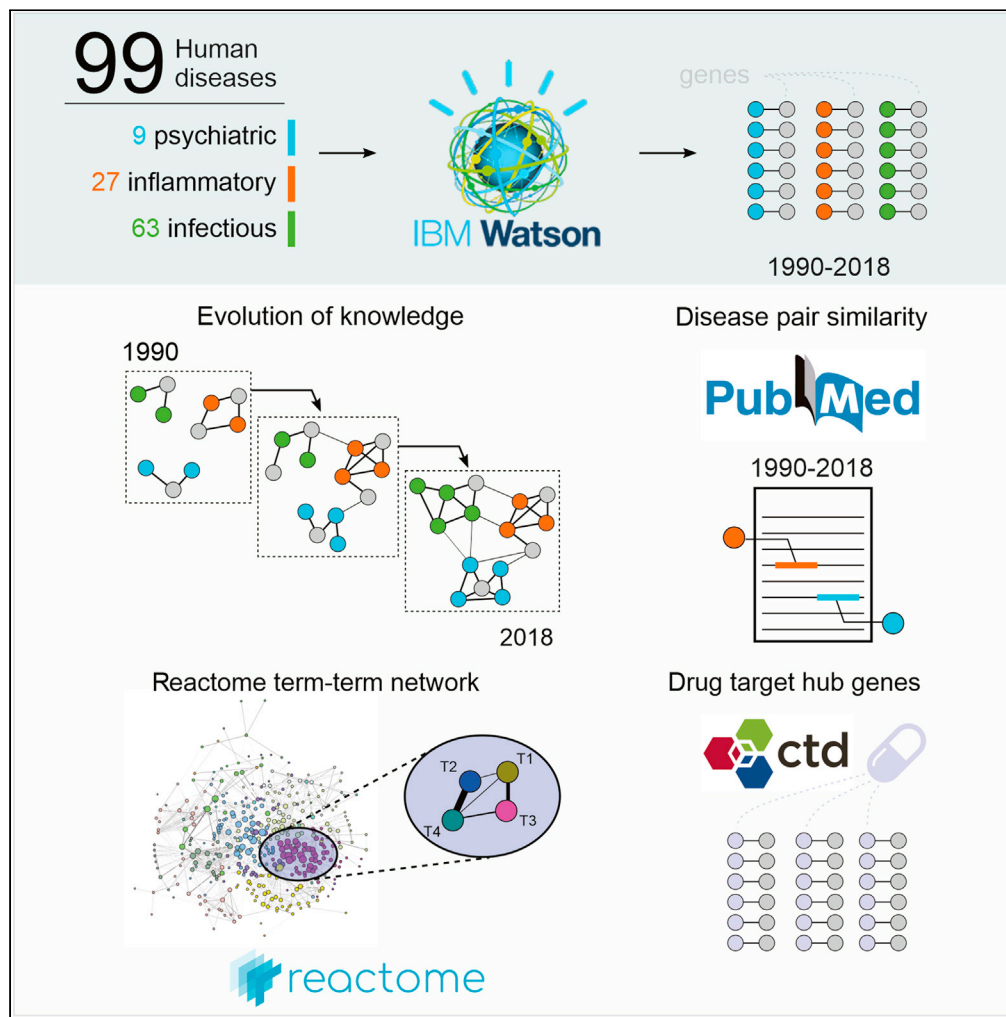 99 Human
diseases
9 psychiatric
27 inflammatory
63 infectious
IBM Watson
genes
1990-2018
Evolution of knowledge
1990
2018
Disease pair similarity
PubMed
1990-2018
Reactome term-term network
T1
T2
T3
T4
reactome
Drug target hub genes
ctd